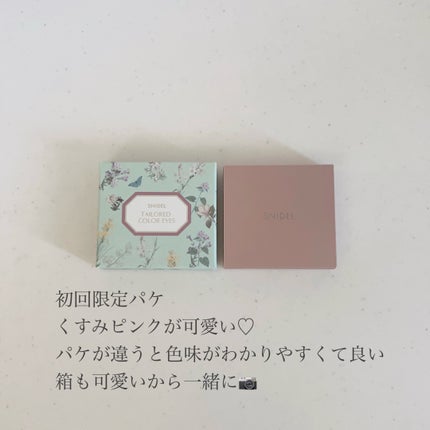 SNIDEL
TAILORED
COLOR EYES
SNIDEL
初回限定パケ
くすみピンクが可愛い♡
パケが違うと色味がわかりやすくて良い
箱も可愛いから一緒に📷